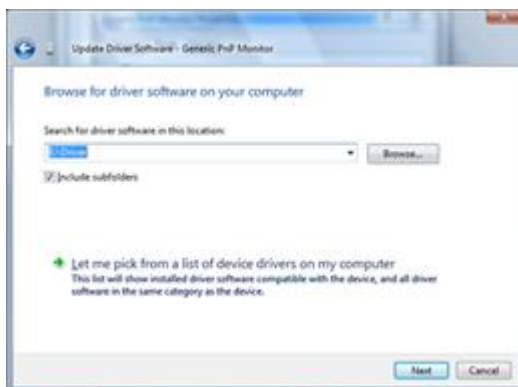 Update Driver Software - Generic PnP Monitor
Browse for driver software on your computer
Search for driver software in this location:
Browse...
Include subfolders
Let me pick from a list of device drivers on my computer
This list will show installed driver software compatible with the device, and all driver
software in the same category as the device.
Next Cancel